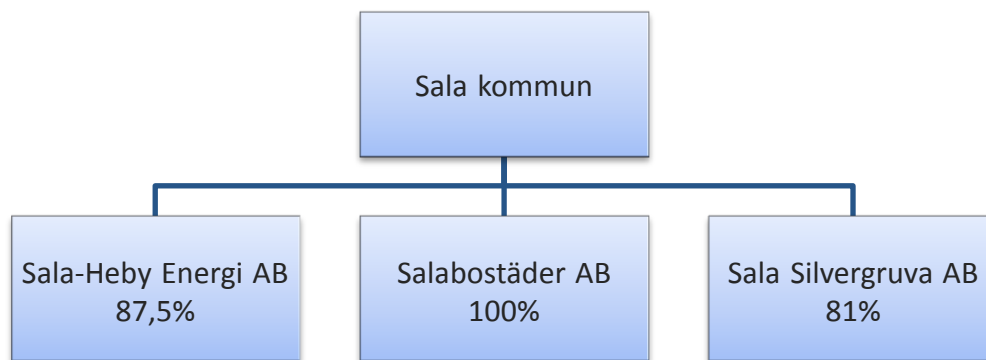 Sala kommun
Sala-Heby Energi AB
87,5%
Salabostäder AB
100%
Sala Silvergruva AB
81%